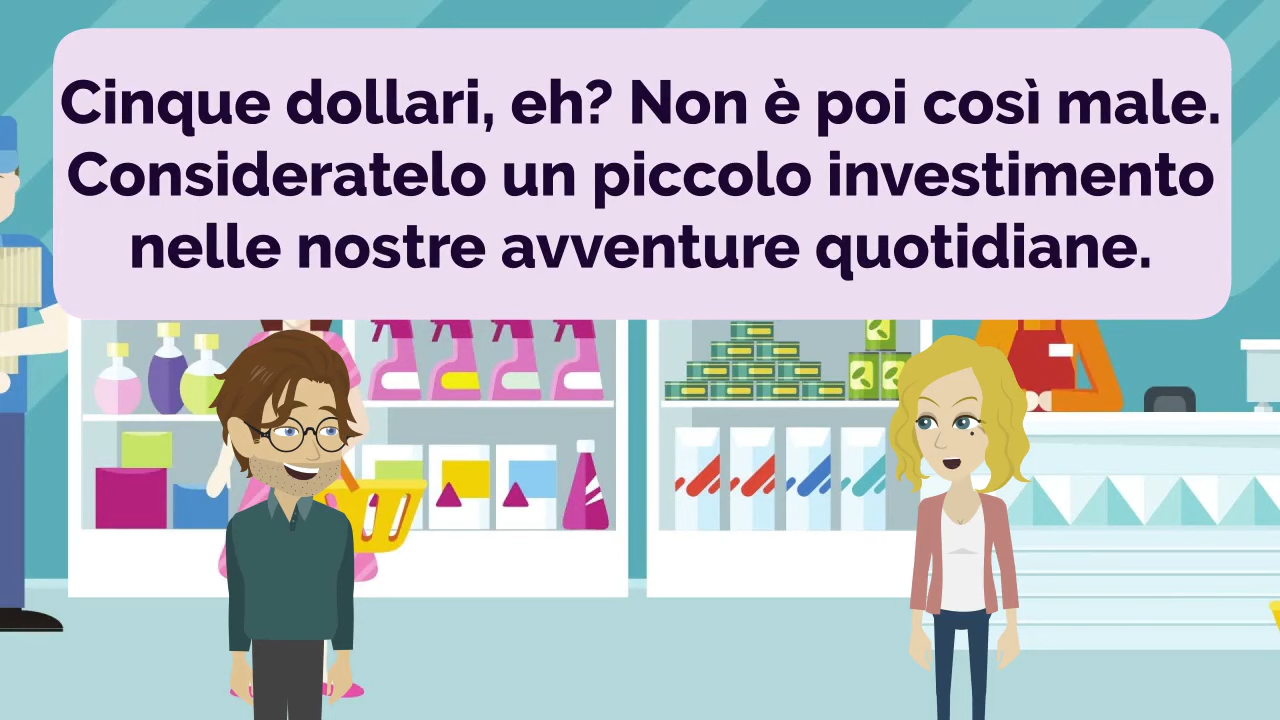 Cinque dollari, eh? Non è poi così male.
Consideratelo un piccolo investimento
nelle nostre avventure quotidiane.